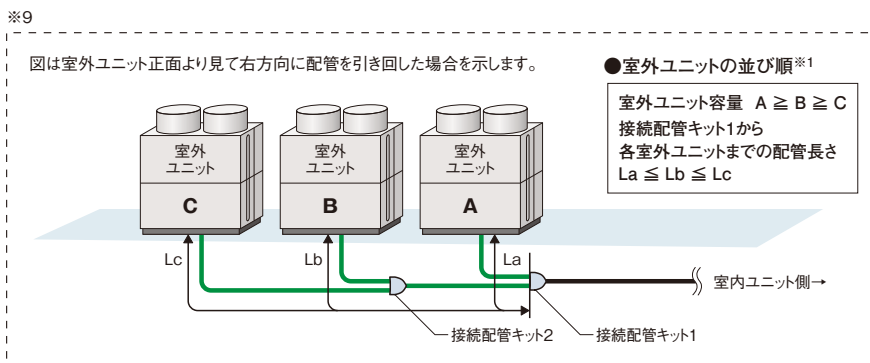 ※9
図は室外ユニット正面より見て右方向に配管を引き回した場合を示します。
●室外ユニットの並び順※1
室外ユニット容量 A ≧ B ≧ C
接続配管キット1から
各室外ユニットまでの配管長さ
La ≦ Lb ≦ Lc
室外
ユニット
C
室外
ユニット
B
室外
ユニット
A
Lc
Lb
La
室内ユニット側→
接続配管キット2
接続配管キット1